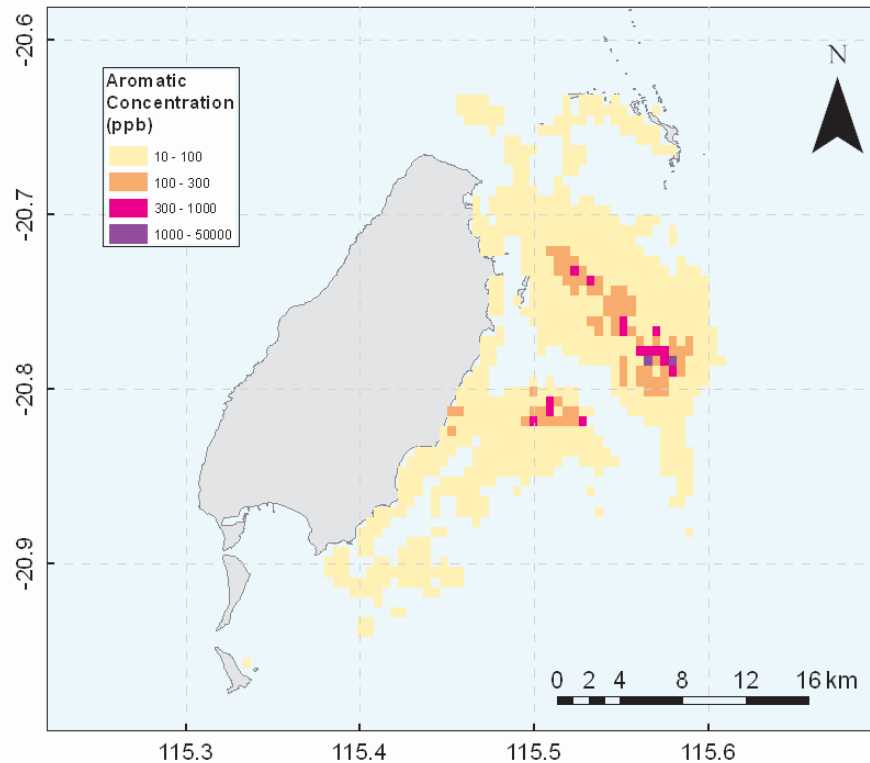 -20.6
-20.7
-20.8
-20.9
Aromatic
Concentration
(ppb)
10 - 100
100 - 300
300 - 1000
1000 - 50000
N
0 2 4 8 12 16 km
115.3 115.4 115.5 115.6